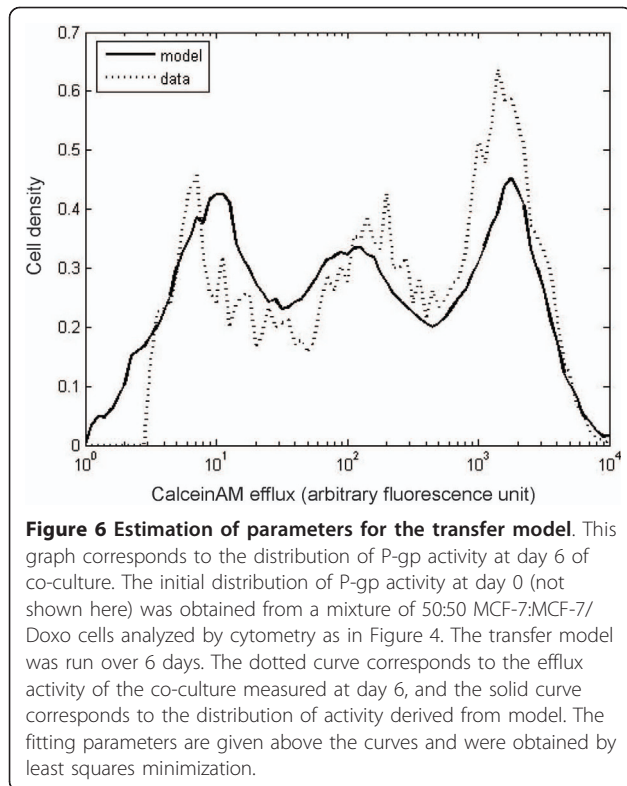 0.7
model
data
0.6
0.5
0.4
0.3
0.2
0.1
0
Cell density
10^0
10^1
10^2
10^3
10^4
CalceinAM efflux (arbitrary fluorescence unit)
Figure 6 Estimation of parameters for the transfer model. This
graph corresponds to the distribution of P-gp activity at day 6 of
co-culture. The initial distribution of P-gp activity at day 0 (not
shown here) was obtained from a mixture of 50:50 MCF-7:MCF-7/
Doxo cells analyzed by cytometry as in Figure 4. The transfer model
was run over 6 days. The dotted curve corresponds to the efflux
activity of the co-culture measured at day 6, and the solid curve
corresponds to the distribution of activity derived from model. The
fitting parameters are given above the curves and were obtained by
least squares minimization.